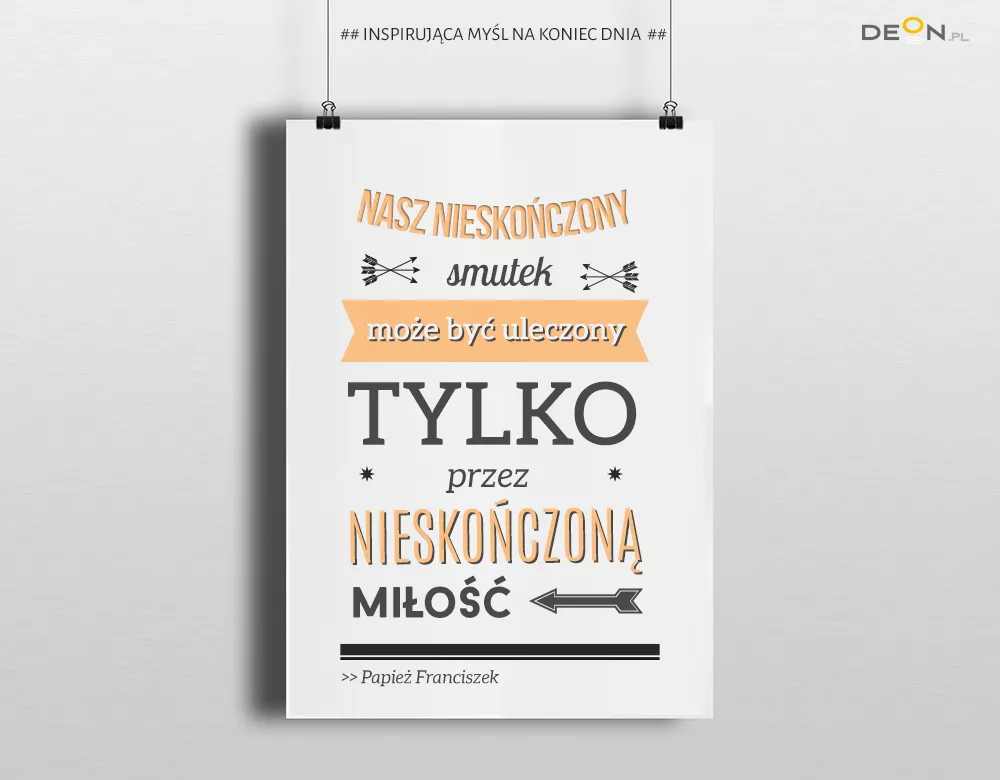 ## INSPIRUJĄCA MYŚL NA KONIEC DNIA ##
DEON.PL
NASZ NIESKOŃCZONY
smutek
może być uleczony
TYLKO
przez
NIESKOŃCZONĄ
MIŁOŚĆ
>> Papież Franciszek